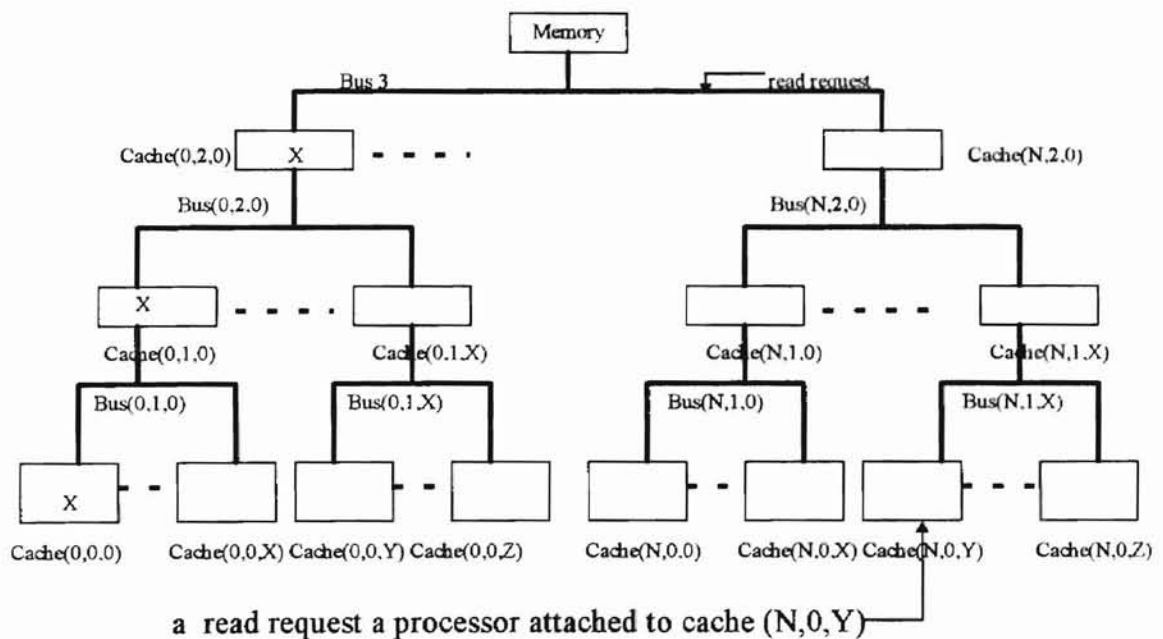 Memory
Bus 3
read request
Cache(0,2,0)
X
Cache(N,2,0)
Bus(0,2,0)
Bus(N,2,0)
X
Cache(0,1,0)
Cache(0,1,X)
Cache(N,1,0)
Cache(N,1,X)
Bus(0,1,0)
Bus(0,1,X)
Bus(N,1,0)
Bus(N,1,X)
X
Cache(0,0,0)
Cache(0,0,X)
Cache(0,0,Y)
Cache(0,0,Z)
Cache(N,0,0)
Cache(N,0,X)
Cache(N,0,Y)
Cache(N,0,Z)
a read request a processor attached to cache (N,0,Y)